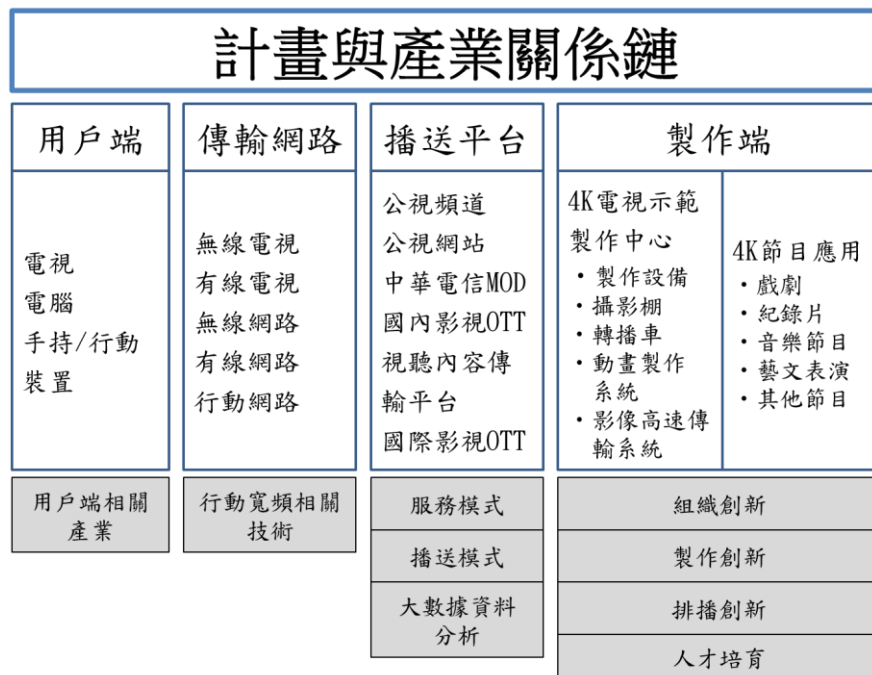 計畫與產業關係鏈
用戶端
電視
電腦
手持/行動
裝置
用戶端相關
產業
傳輸網路
無線電視
有線電視
無線網路
有線網路
行動網路
行動寬頻相關
技術
播送平台
公視頻道
公視網站
中華電信MOD
國內影視OTT
視聽內容傳
輸平台
國際影視OTT
服務模式
播送模式
大數據資料
分析
製作端
4K電視示範
製作中心
・製作設備
・攝影棚
・轉播車
・動畫製作
系統
・影像高速傳
輸系統
4K節目應用
・戲劇
・紀錄片
・音樂節目
・藝文表演
・其他節目
組織創新
製作創新
排播創新
人才培育